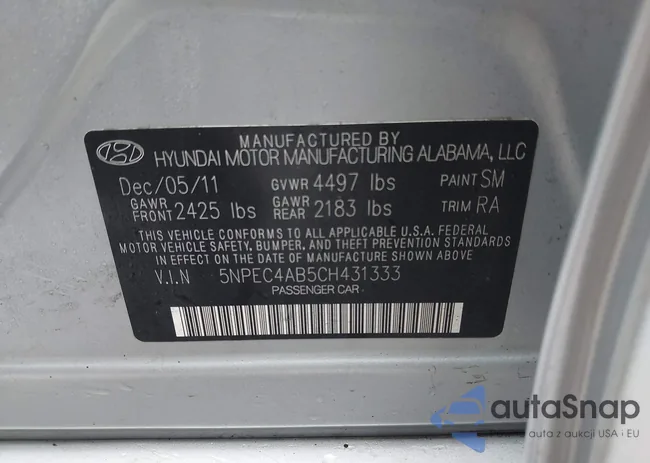 MANUFACTURED BY
HYUNDAI MOTOR MANUFACTURING ALABAMA, LLC
Dec/05/11 GVWR 4497 lbs PAINT SM
GAWR FRONT 2425 lbs GAWR REAR 2183 lbs TRIM RA
THIS VEHICLE CONFORMS TO ALL APPLICABLE U.S.A. FEDERAL
MOTOR VEHICLE SAFETY, BUMPER, AND THEFT PREVENTION STANDARDS
IN EFFECT ON THE DATE OF MANUFACTURE SHOWN ABOVE.
V.I.N 5NPEC4AB5CH431333
PASSENGER CAR
autaSnap
auta z aukcji USA i EU